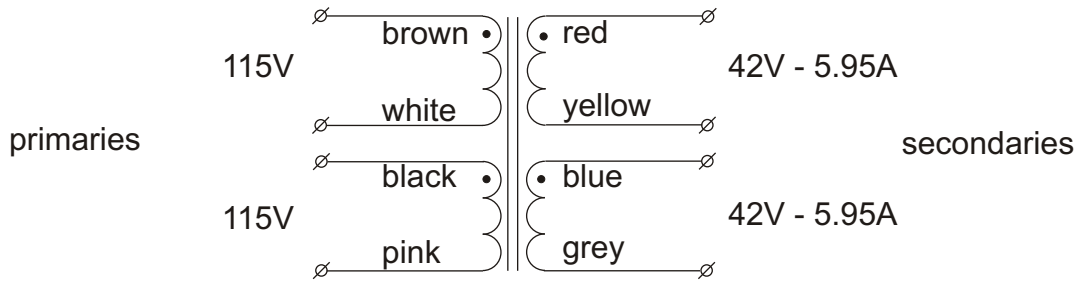 brown
red
115V
42V - 5.95A
white
yellow
primaries
secondaries
black
blue
115V
42V - 5.95A
pink
grey